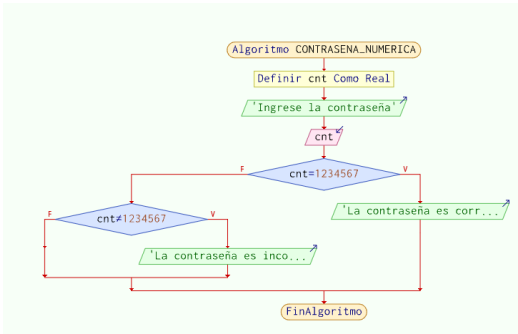 Algoritmo CONTRASENA_NUMERICA
Definir cnt Como Real
'Ingrese la contraseña'
cnt
F
cnt=1234567
V
F
cnt≠1234567
V
'La contraseña es corr...
'La contraseña es inco...
FinAlgoritmo